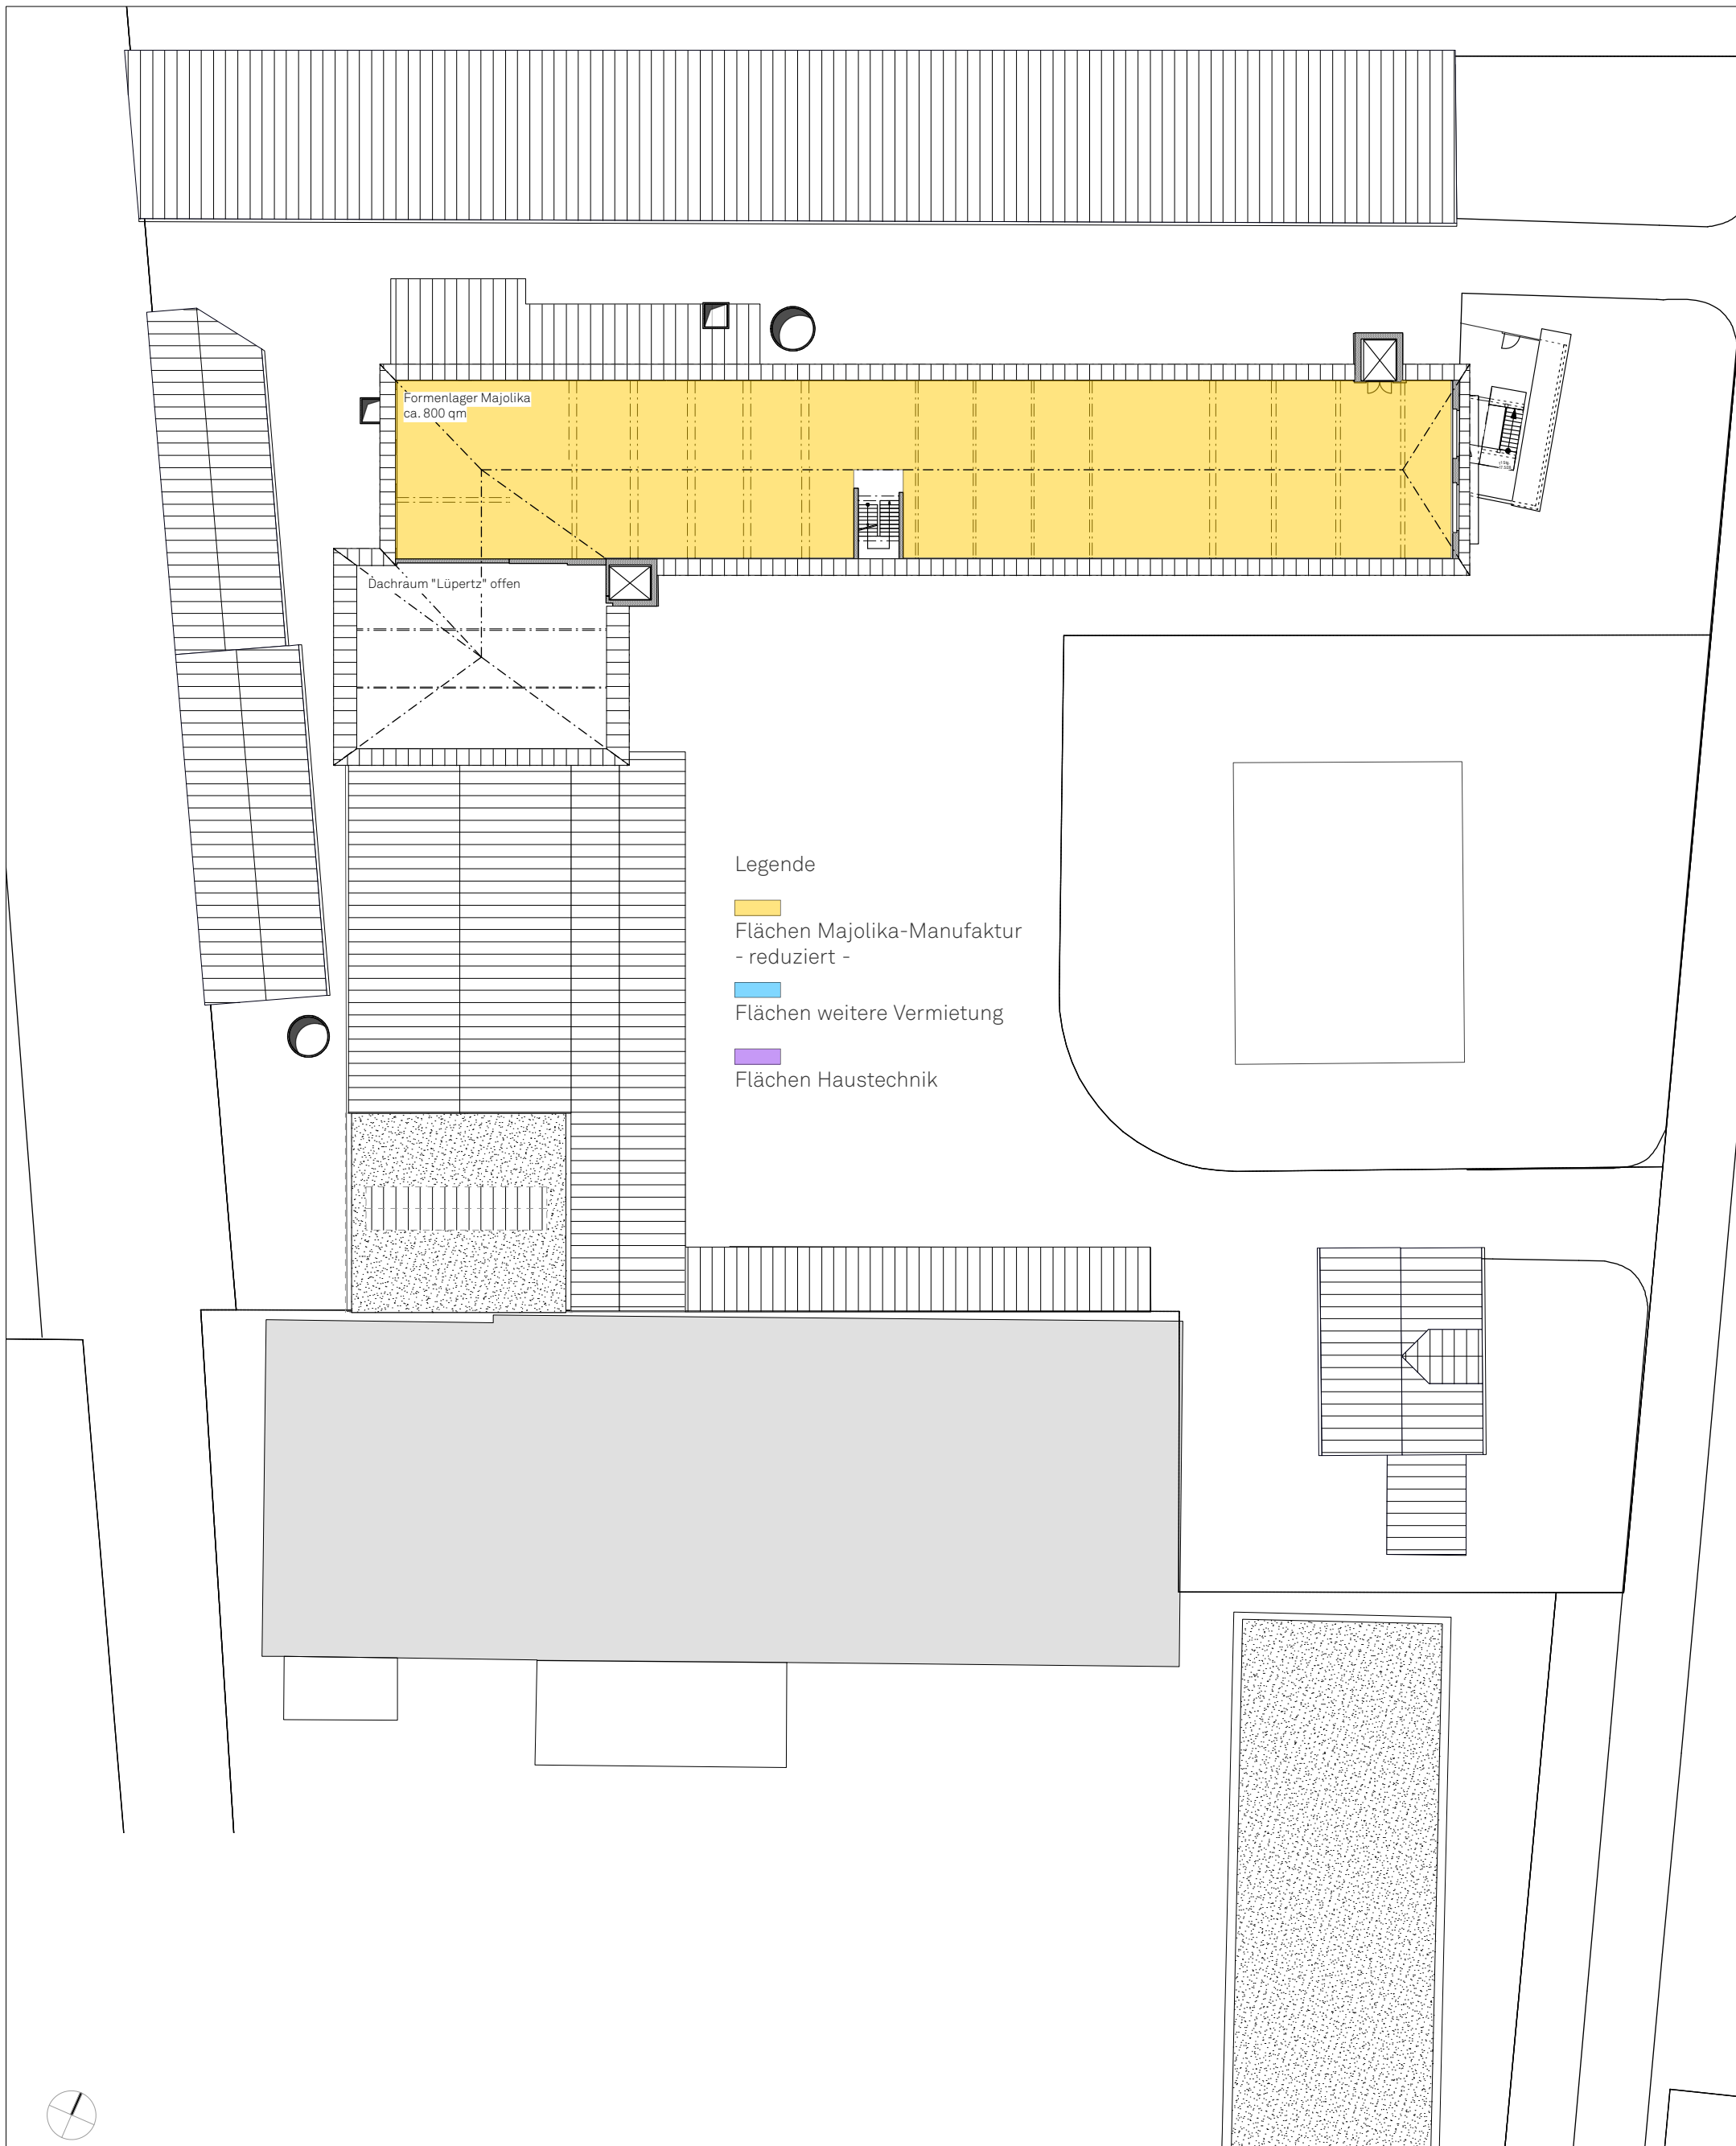 Formenlager Majolika
ca. 800 qm
Dachraum "Lüpertz" offen
Legende
Flächen Majolika-Manufaktur
- reduziert -
Flächen weitere Vermietung
Flächen Haustechnik